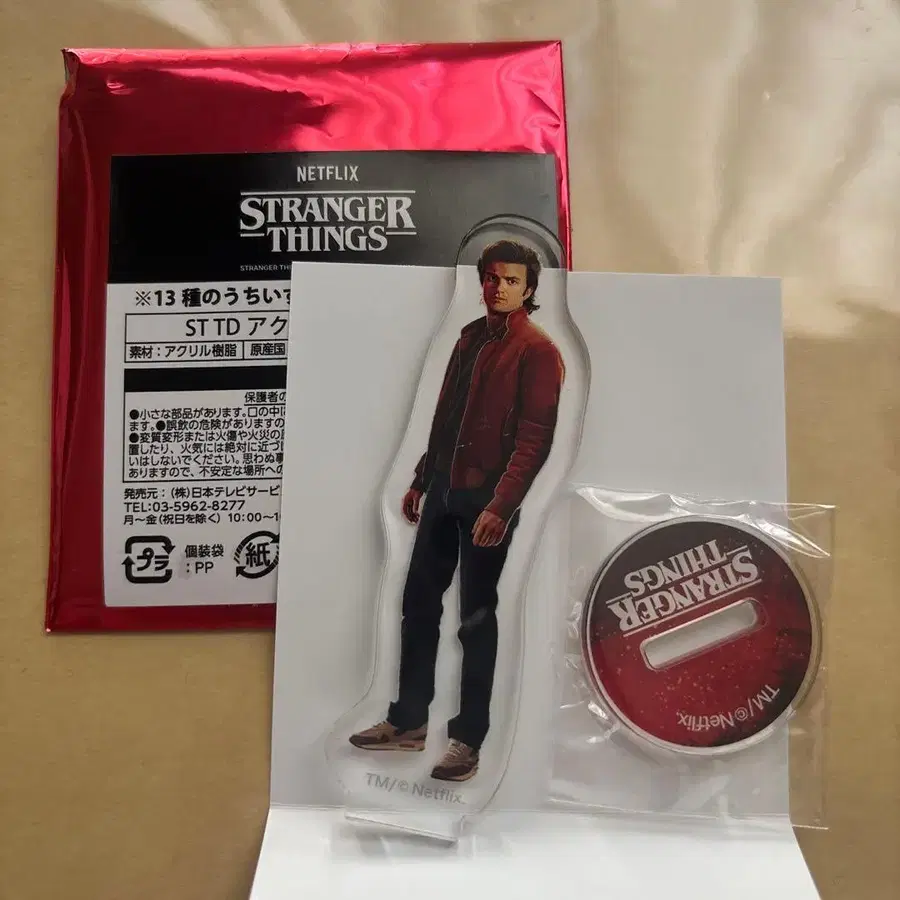 NETFLIX
STRANGER
THINGS
STRANGER
※13 種のうちいず
ST TD アク
素材：アクリル樹脂
原産国
保護者の
●小さな部品があります。口の中に
ます。●誤飲の危険がありますの
●変質変形または火傷や火災の原
置したり、火気には絶対に近づけ
いはしないでください。思わぬ事
ありますので、不安定な場所への
発売元：(株)日本テレビサービ
TEL:03-5962-8277
月～金(祝日を除く) 10:00～1
プラ
個装袋
：PP
紙
TM/© Netflix.
STRANGER
THINGS
TM/©Netflix.